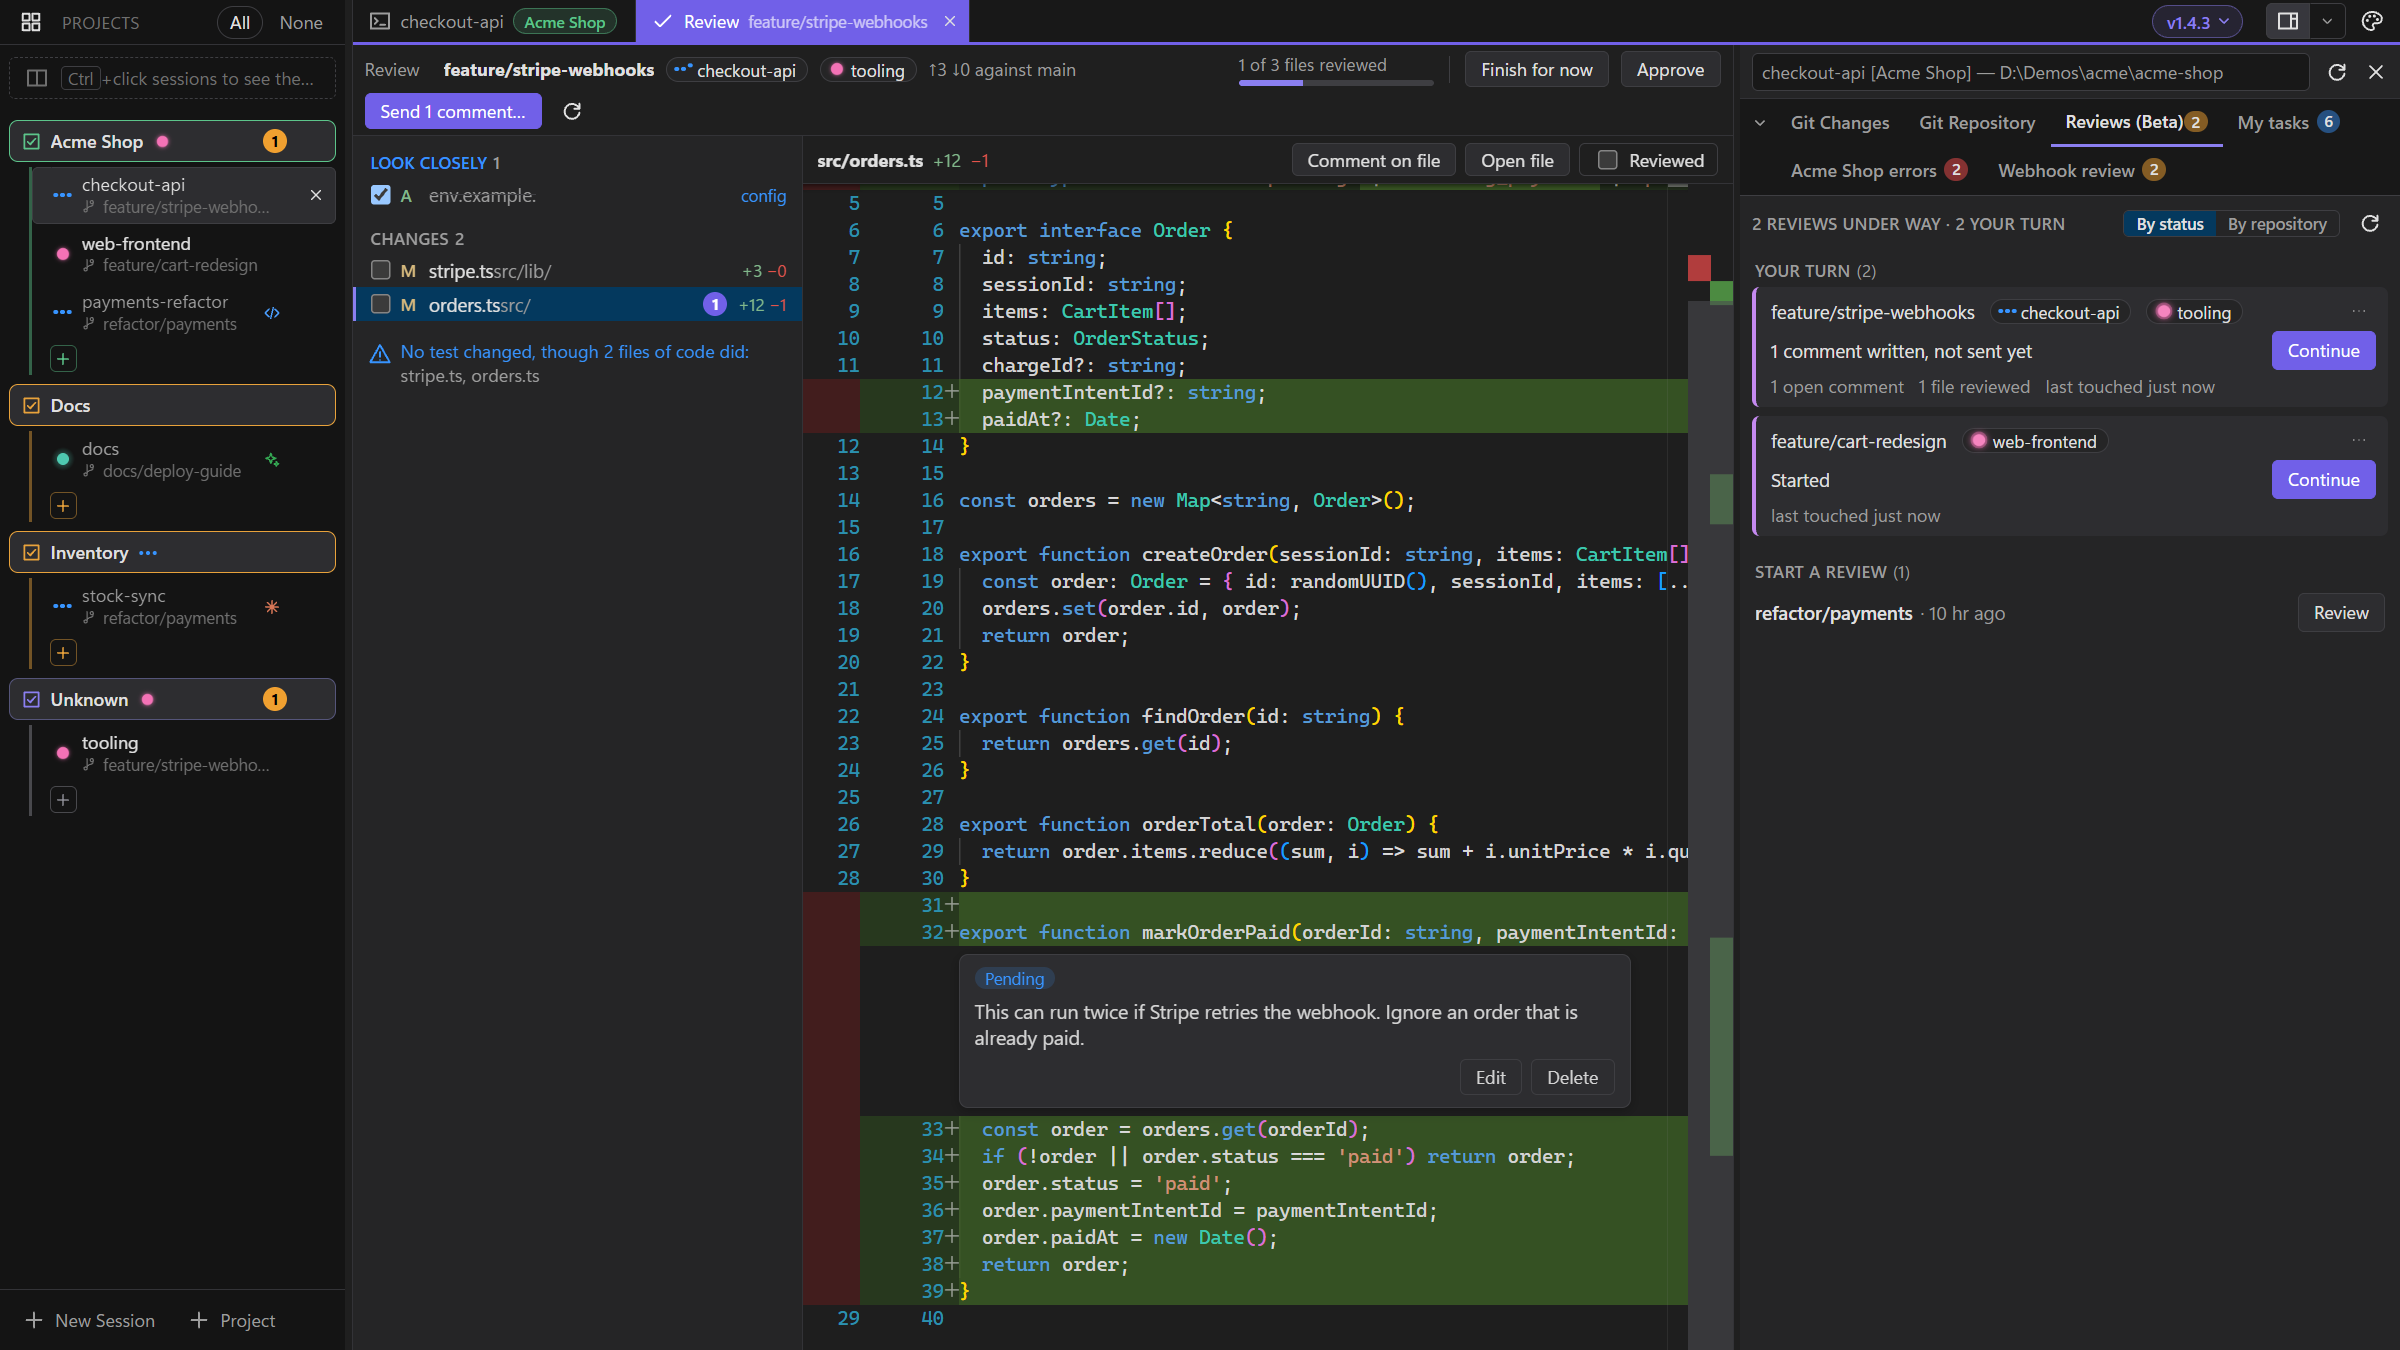 PROJECTS All None
Ctrl +click sessions to see the...
Acme Shop 1
checkout-api
feature/stripe-webho...
web-frontend
feature/cart-redesign
payments-refactor
refactor/payments
Docs
docs
docs/deploy-guide
Inventory
stock-sync
refactor/payments
Unknown 1
tooling
feature/stripe-webho...
New Session Project
checkout-api Acme Shop
Review feature/stripe-webhooks
v1.4.3
Review feature/stripe-webhooks checkout-api tooling ↑3 ↓0 against main
1 of 3 files reviewed
Finish for now Approve
Send 1 comment...
LOOK CLOSELY 1
A env.example. config
CHANGES 2
M stripe.tssrc/lib/ +3 −0
M orders.tssrc/ 1 +12 −1
No test changed, though 2 files of code did:
stripe.ts, orders.ts
src/orders.ts +12 −1 Comment on file Open file Reviewed
5 5
6 6 export interface Order {
7 7 id: string;
8 8 sessionId: string;
9 9 items: CartItem[];
10 10 status: OrderStatus;
11 11 chargeId?: string;
12+ paymentIntentId?: string;
13+ paidAt?: Date;
12 14 }
13 15
14 16 const orders = new Map<string, Order>();
15 17
16 18 export function createOrder(sessionId: string, items: CartItem[]
17 19 const order: Order = { id: randomUUID(), sessionId, items: [..
18 20 orders.set(order.id, order);
19 21 return order;
20 22 }
21 23
22 24 export function findOrder(id: string) {
23 25 return orders.get(id);
24 26 }
25 27
26 28 export function orderTotal(order: Order) {
27 29 return order.items.reduce((sum, i) => sum + i.unitPrice * i.qu
28 30 }
31+
32+ export function markOrderPaid(orderId: string, paymentIntentId:
Pending
This can run twice if Stripe retries the webhook. Ignore an order that is
already paid.
Edit Delete
33+ const order = orders.get(orderId);
34+ if (!order || order.status === 'paid') return order;
35+ order.status = 'paid';
36+ order.paymentIntentId = paymentIntentId;
37+ order.paidAt = new Date();
38+ return order;
39+ }
29 40
checkout-api [Acme Shop] — D:\Demos\acme\acme-shop
Git Changes Git Repository Reviews (Beta) 2 My tasks 6
Acme Shop errors 2 Webhook review 2
2 REVIEWS UNDER WAY · 2 YOUR TURN By status By repository
YOUR TURN (2)
feature/stripe-webhooks checkout-api tooling ...
1 comment written, not sent yet Continue
1 open comment 1 file reviewed last touched just now
feature/cart-redesign web-frontend ...
Started Continue
last touched just now
START A REVIEW (1)
refactor/payments · 10 hr ago Review